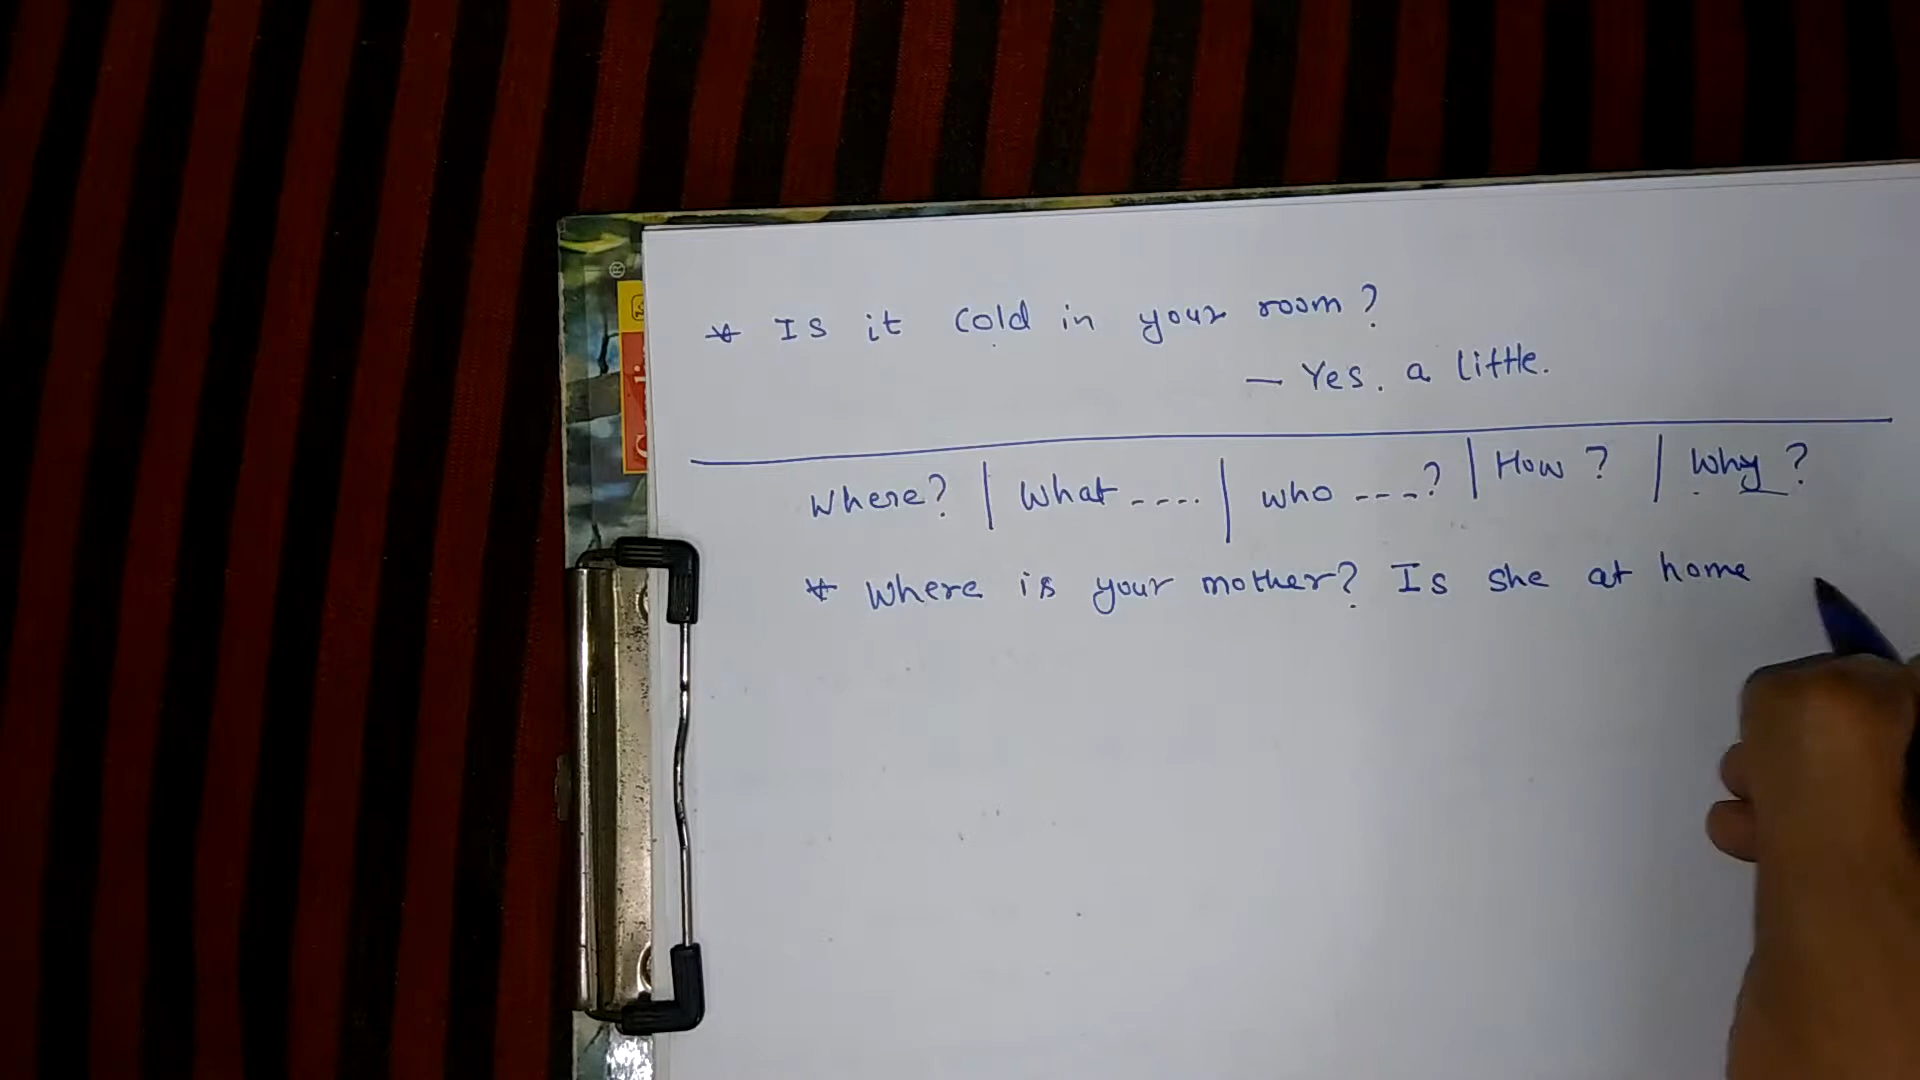 * Is it cold in your room?
— Yes. a little.
Where? | What ---- | who ---? | How ? | Why ?
* Where is your mother? Is she at home